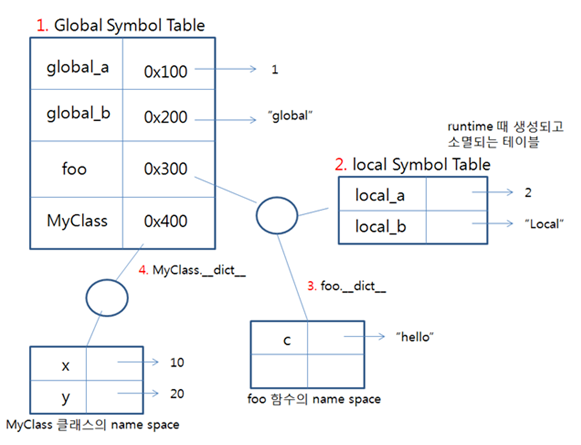 1. Global Symbol Table
global_a 0x100 1
global_b 0x200 "global"
foo 0x300
MyClass 0x400
runtime 때 생성되고
소멸되는 테이블
2. local Symbol Table
local_a 2
local_b "Local"
4. MyClass.__dict__
3. foo.__dict__
c "hello"
foo 함수의 name space
x 10
y 20
MyClass 클래스의 name space